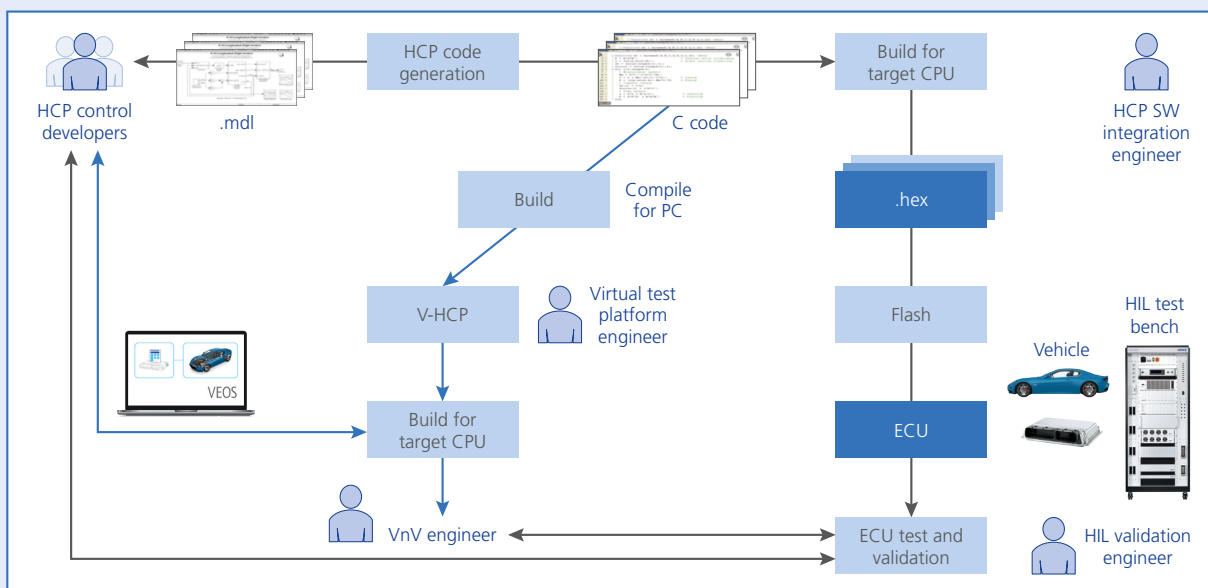 HCP code
generation
Build for
target CPU
HCP control
developers
.mdl
C code
HCP SW
integration
engineer
Build
Compile
for PC
.hex
V-HCP
Virtual test
platform
engineer
Flash
HIL test
bench
Vehicle
VEOS
Build for
target CPU
ECU
VnV engineer
ECU test and
validation
HIL validation
engineer